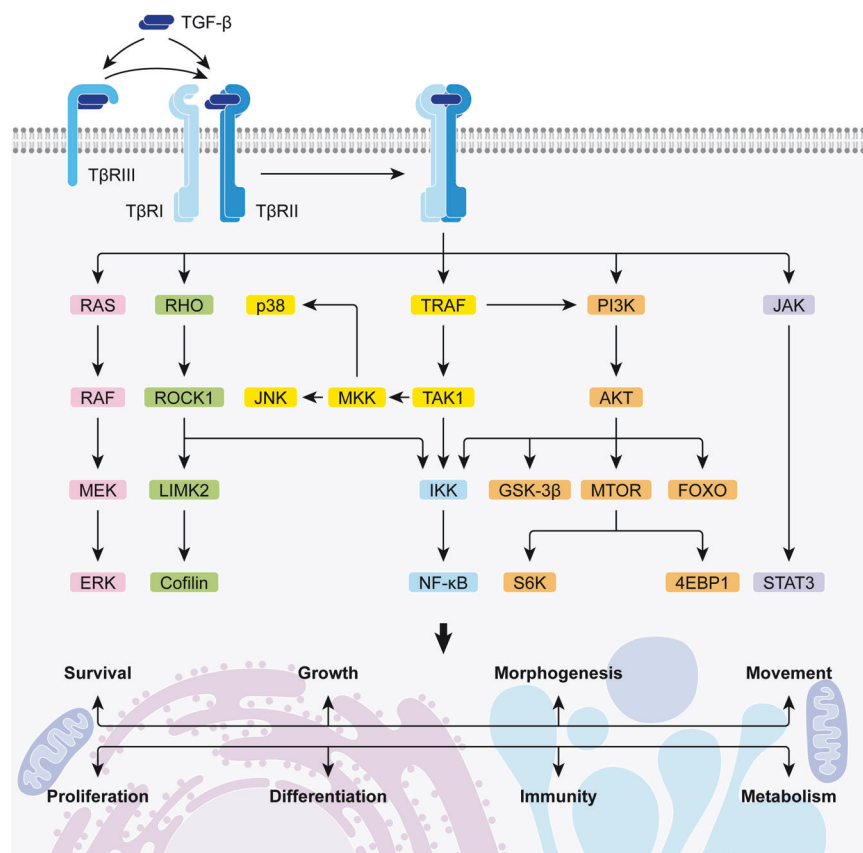 TGF-β
TβRIII
TβRI
TβRII
RAS RHO p38 TRAF PI3K JAK
RAF ROCK1 JNK MKK TAK1 AKT
MEK LIMK2 IKK GSK-3β MTOR FOXO
ERK Cofilin NF-κB S6K 4EBP1 STAT3
Survival Growth Morphogenesis Movement
Proliferation Differentiation Immunity Metabolism